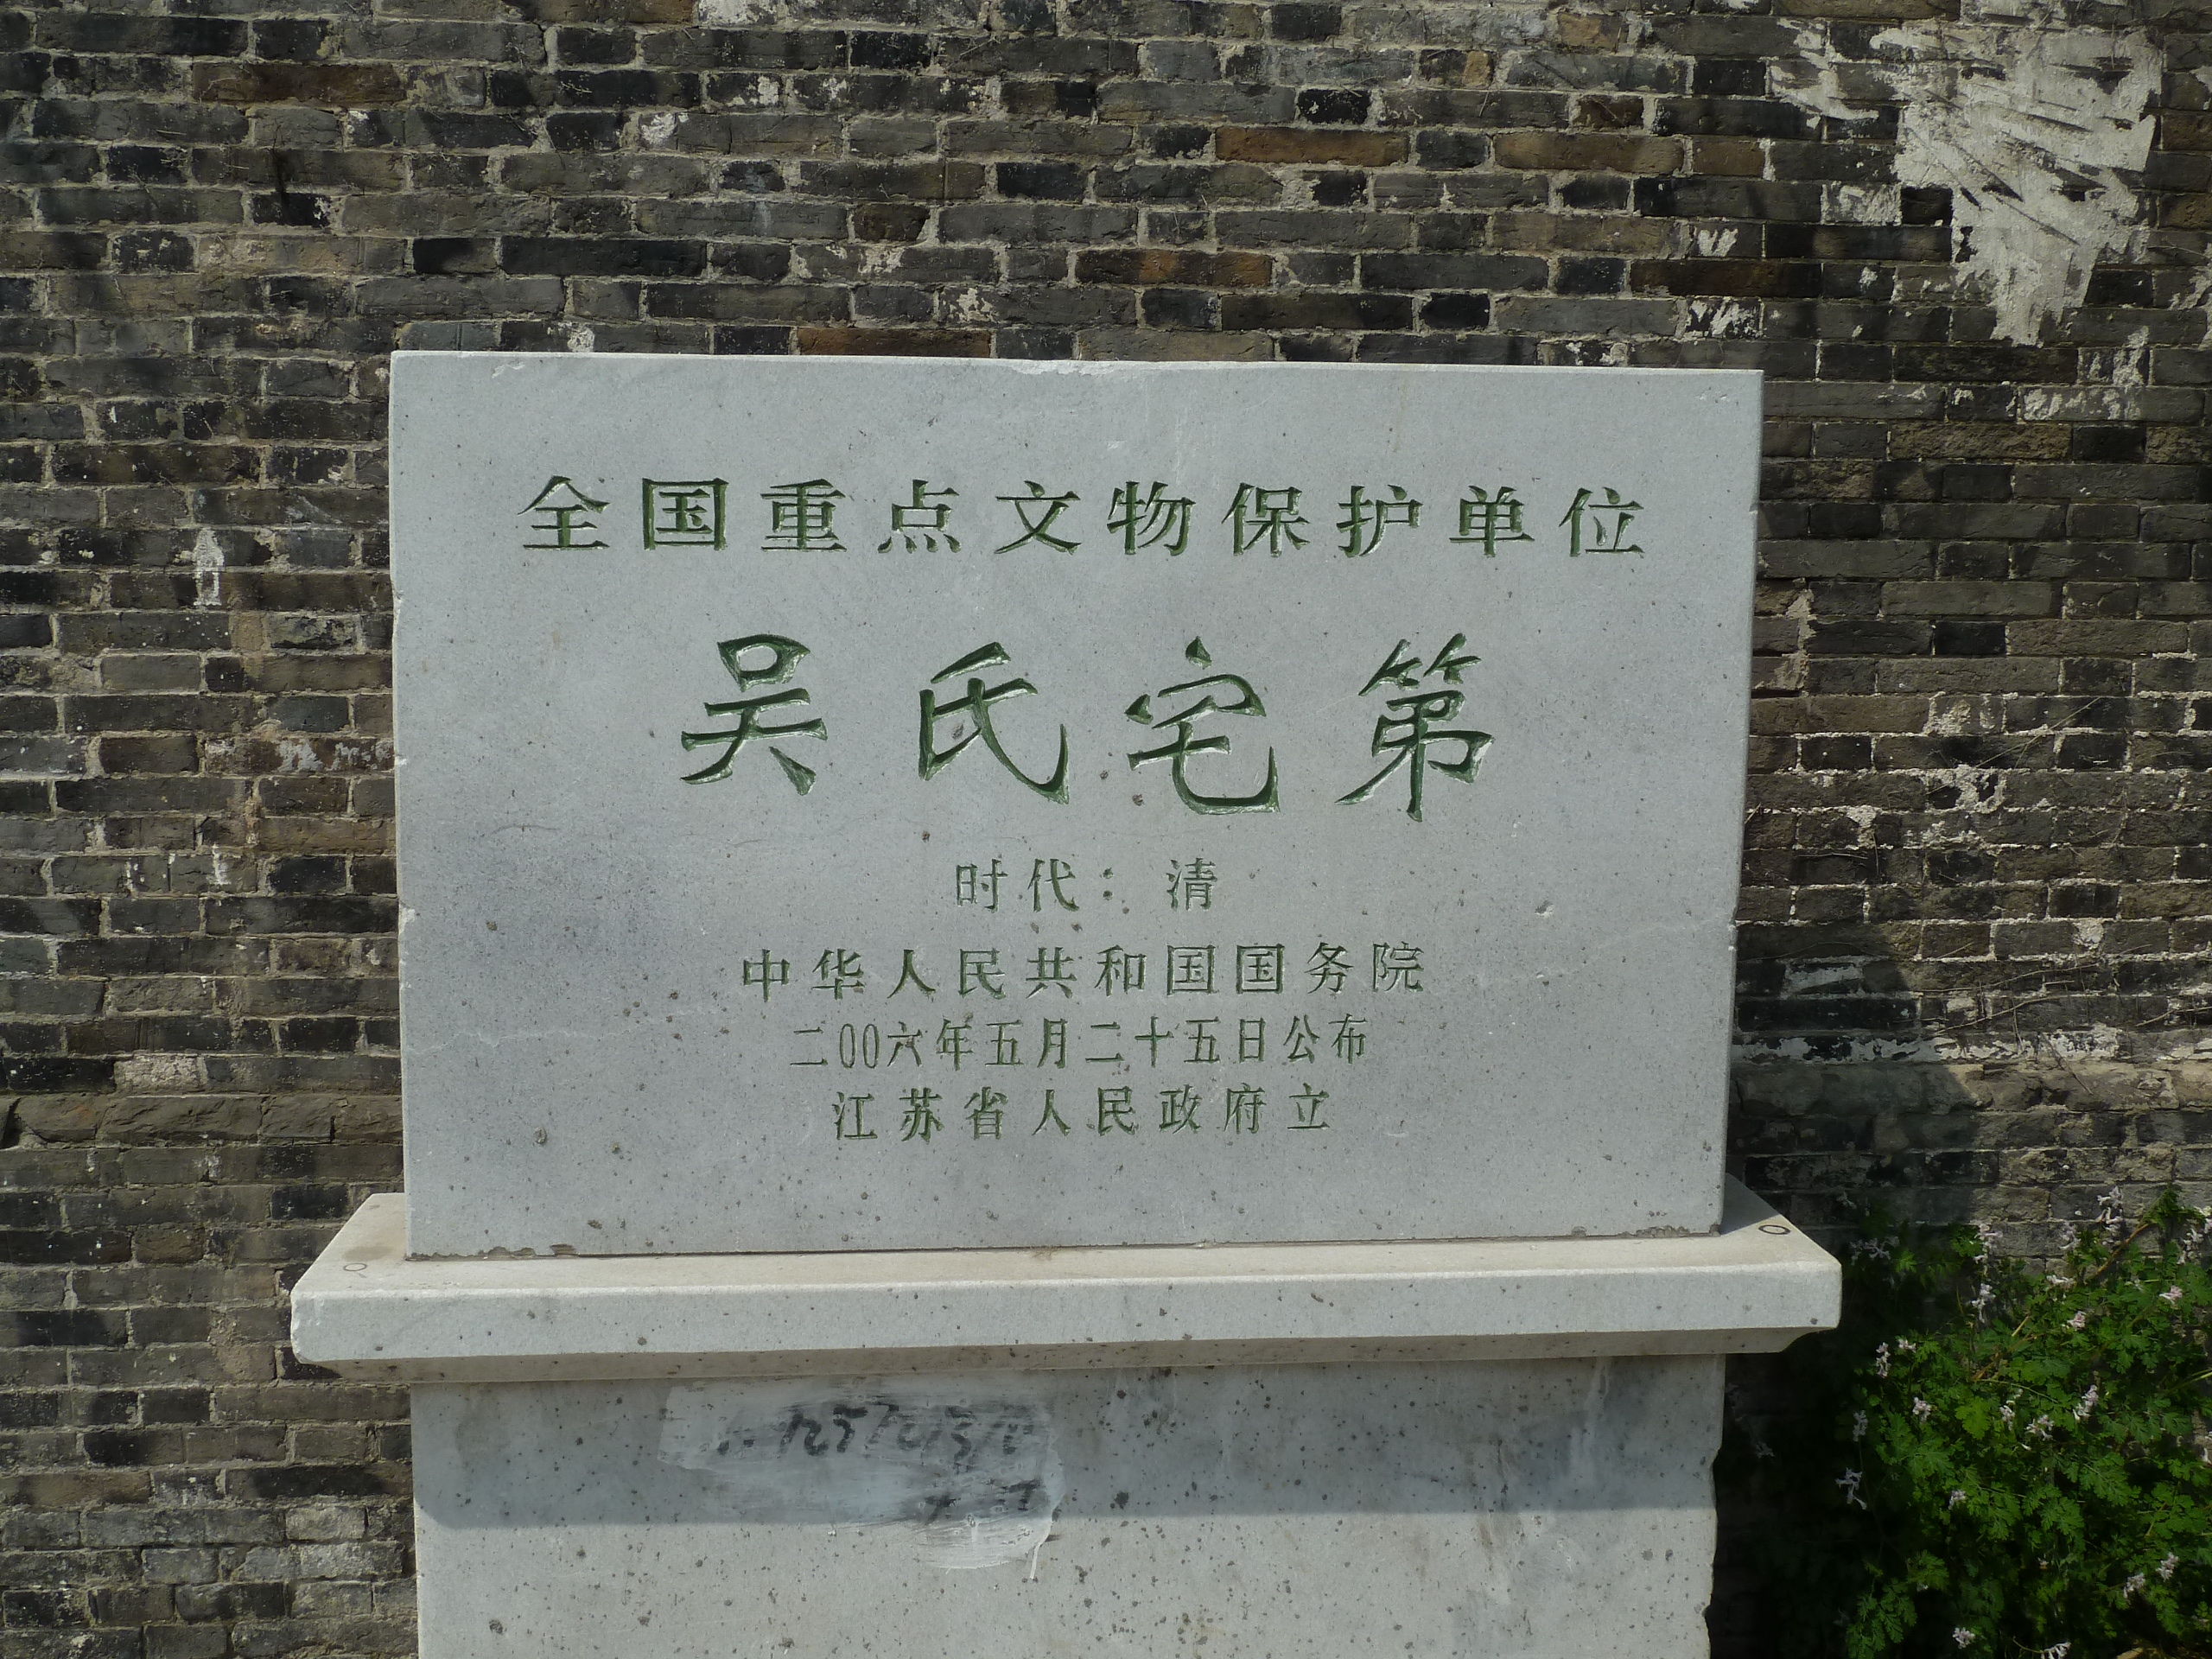 全国重点文物保护单位
吴氏宅第
时代：清
中华人民共和国国务院
二00六年五月二十五日公布
江苏省人民政府立